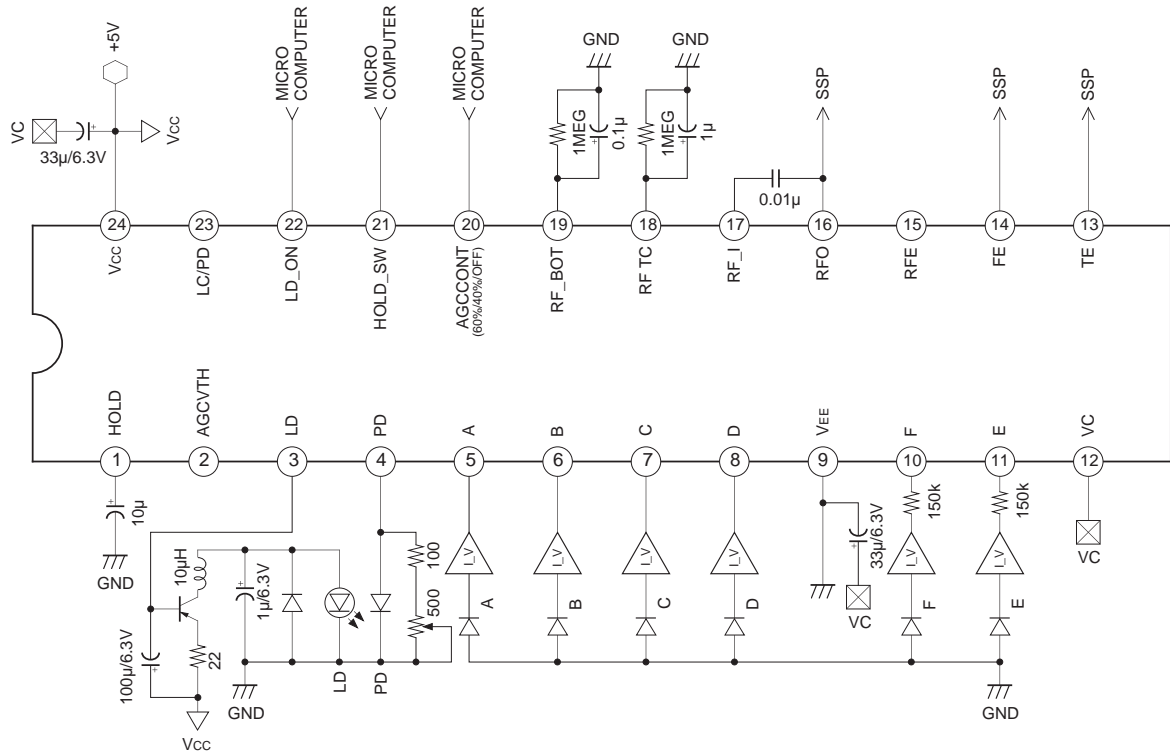 +5V
VC
33µ/6.3V
VCC
MICRO
COMPUTER
MICRO
COMPUTER
MICRO
COMPUTER
GND
1MEG
0.1µ
GND
1MEG
1µ
0.01µ
SSP
SSP
SSP
24
23
22
21
20
19
18
17
16
15
14
13
VCC
LC/PD
LD_ON
HOLD_SW
AGCCONT
(60%/40%/OFF)
RF_BOT
RF TC
RF_I
RFO
RFE
FE
TE
HOLD
AGCVTH
LD
PD
A
B
C
D
VEE
F
E
VC
1
2
3
4
5
6
7
8
9
10
11
12
10µ
GND
10µH
1µ/6.3V
100µ/6.3V
22
VCC
GND
LD
PD
100
500
I_V
I_V
I_V
I_V
I_V
I_V
A
B
C
D
33µ/6.3V
VC
150k
150k
F
E
GND
VC